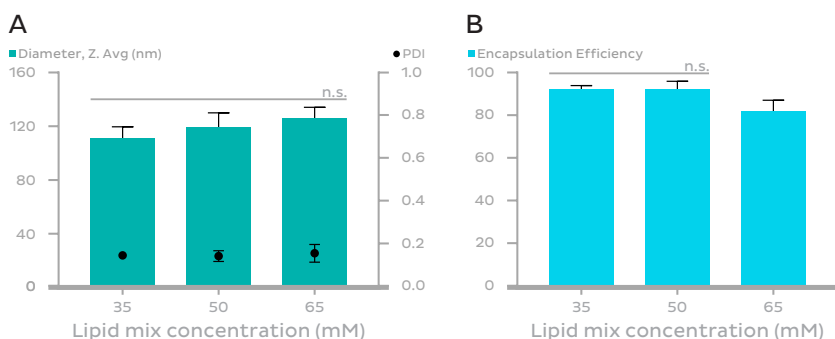 A
Diameter, Z. Avg (nm)
PDI
160
120
80
40
0
1.0
0.8
0.6
0.4
0.2
0.0
n.s.
35
50
65
Lipid mix concentration (mM)
B
Encapsulation Efficiency
100
80
60
40
20
0
n.s.
35
50
65
Lipid mix concentration (mM)